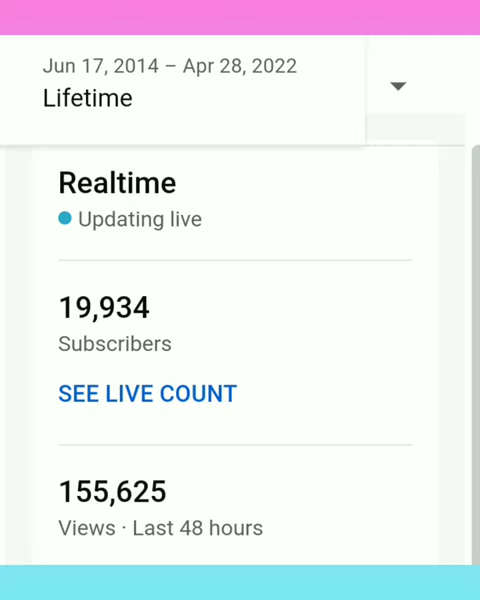 Jun 17, 2014 – Apr 28, 2022
Lifetime
Realtime
Updating live
19,934
Subscribers
SEE LIVE COUNT
155,625
Views · Last 48 hours